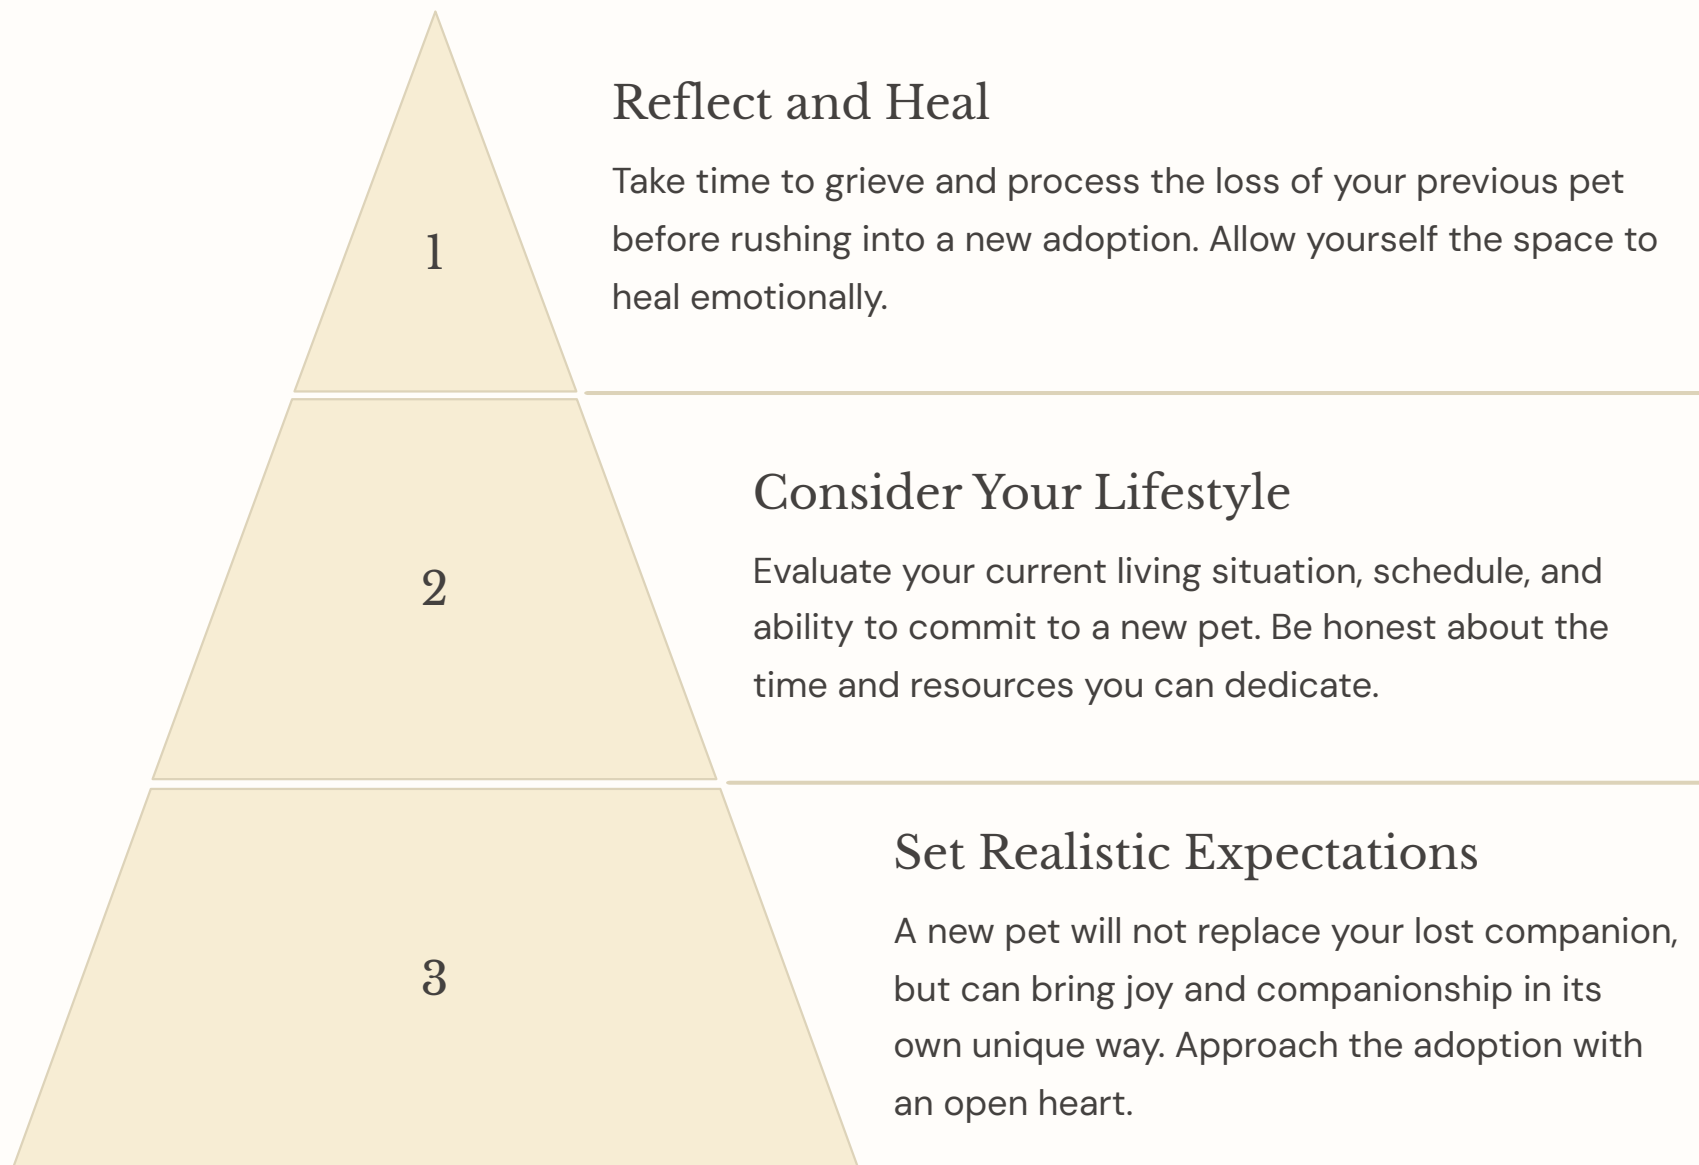 1
Reflect and Heal
Take time to grieve and process the loss of your previous pet
before rushing into a new adoption. Allow yourself the space to
heal emotionally.
2
Consider Your Lifestyle
Evaluate your current living situation, schedule, and
ability to commit to a new pet. Be honest about the
time and resources you can dedicate.
3
Set Realistic Expectations
A new pet will not replace your lost companion,
but can bring joy and companionship in its
own unique way. Approach the adoption with
an open heart.